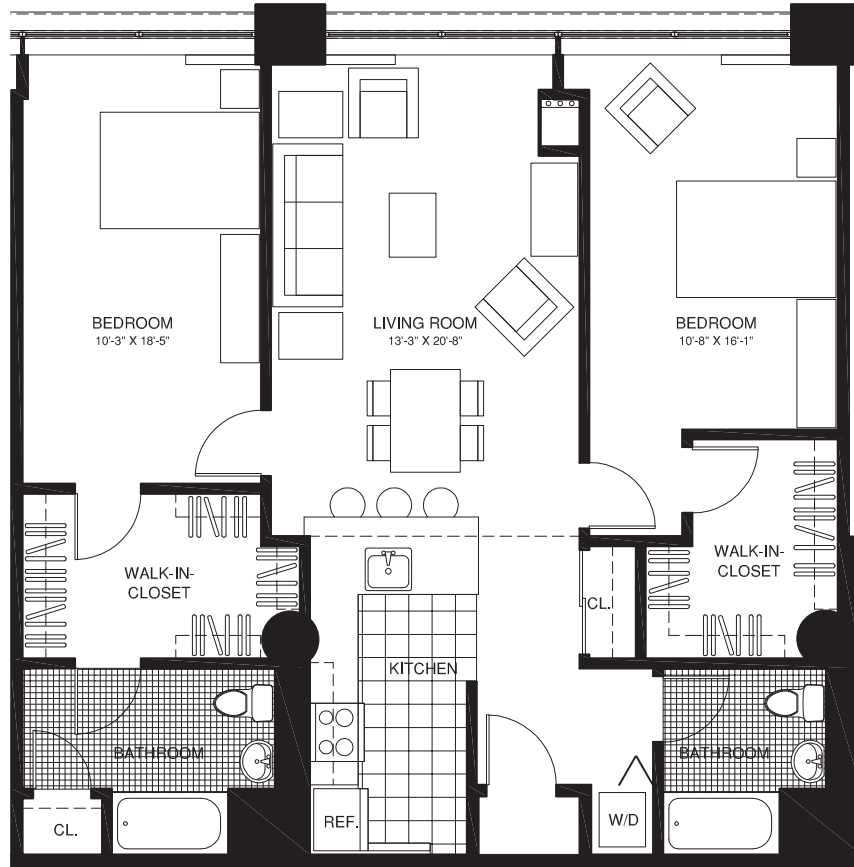 BEDROOM
10'-3" X 18'-5"
LIVING ROOM
13'-3" X 20'-8"
BEDROOM
10'-8" X 16'-1"
WALK-IN-
CLOSET
WALK-IN-
CLOSET
CL.
KITCHEN
BATHROOM
BATHROOM
CL.
REF.
W/D